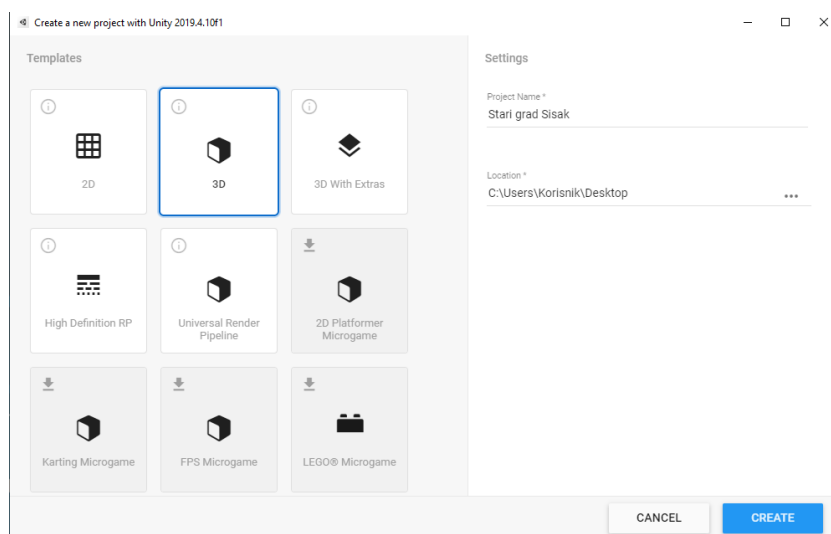 Create a new project with Unity 2019.4.10f1
Templates
2D
3D
3D With Extras
High Definition RP
Universal Render
Pipeline
2D Platformer
Microgame
Karting Microgame
FPS Microgame
LEGO® Microgame
Settings
Project Name *
Stari grad Sisak
Location *
C:\Users\Korisnik\Desktop
CANCEL
CREATE